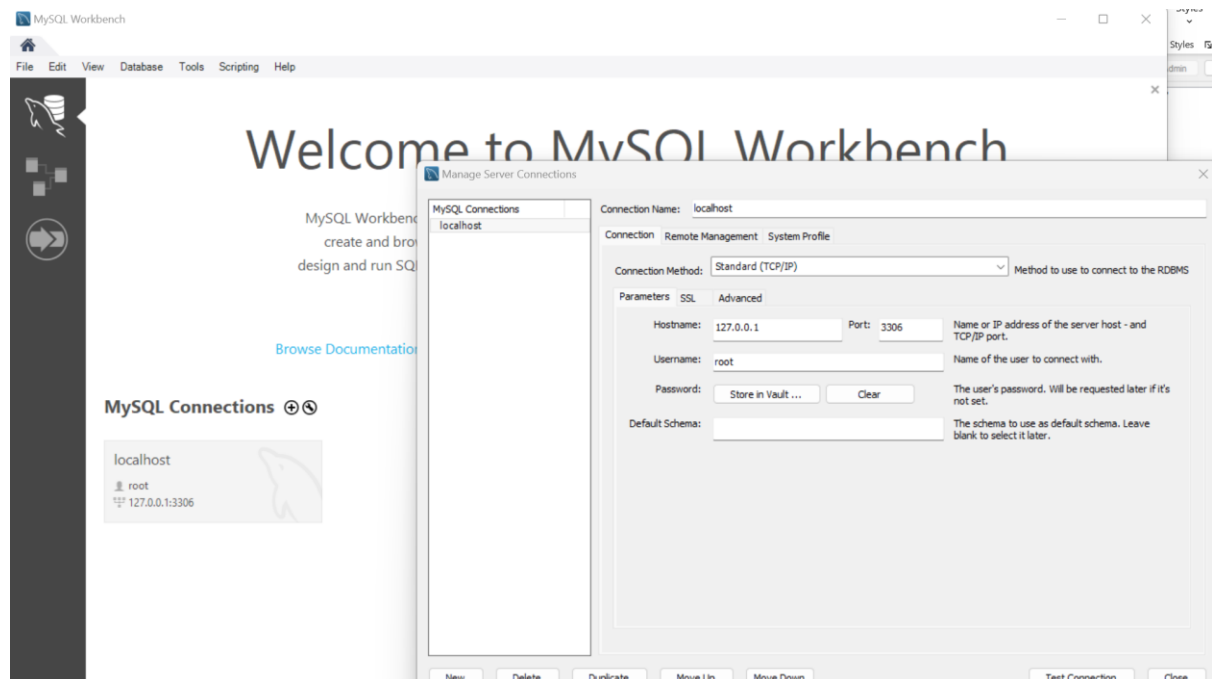 MySQL Workbench
Styles
File Edit View Database Tools Scripting Help
Welcome to MySQL Workbench
Manage Server Connections
MySQL Connections
localhost
Connection Name: localhost
Connection Remote Management System Profile
Connection Method: Standard (TCP/IP) Method to use to connect to the RDBMS
Parameters SSL Advanced
Hostname: 127.0.0.1 Port: 3306 Name or IP address of the server host - and
TCP/IP port.
Username: root Name of the user to connect with.
Password: Store in Vault ... Clear The user's password. Will be requested later if it's
not set.
Default Schema: The schema to use as default schema. Leave
blank to select it later.
MySQL
create and
design and run
Browse
MySQL Connections
localhost
root
127.0.0.1:3306
New Delete Duplicate Move Up Move Down Test Connection Close